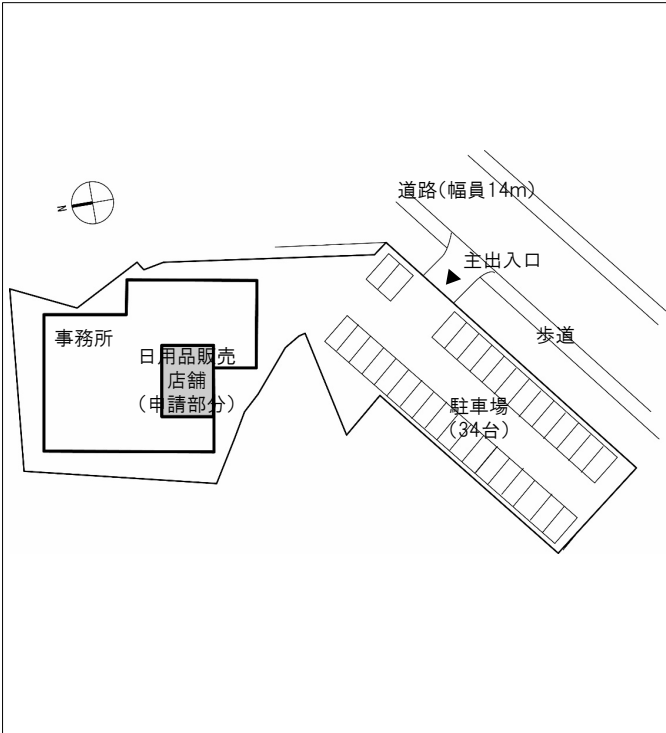 道路(幅員14m)
N
主出入口
事務所
歩道
日用品販売
店舗
(申請部分)
駐車場
(34台)